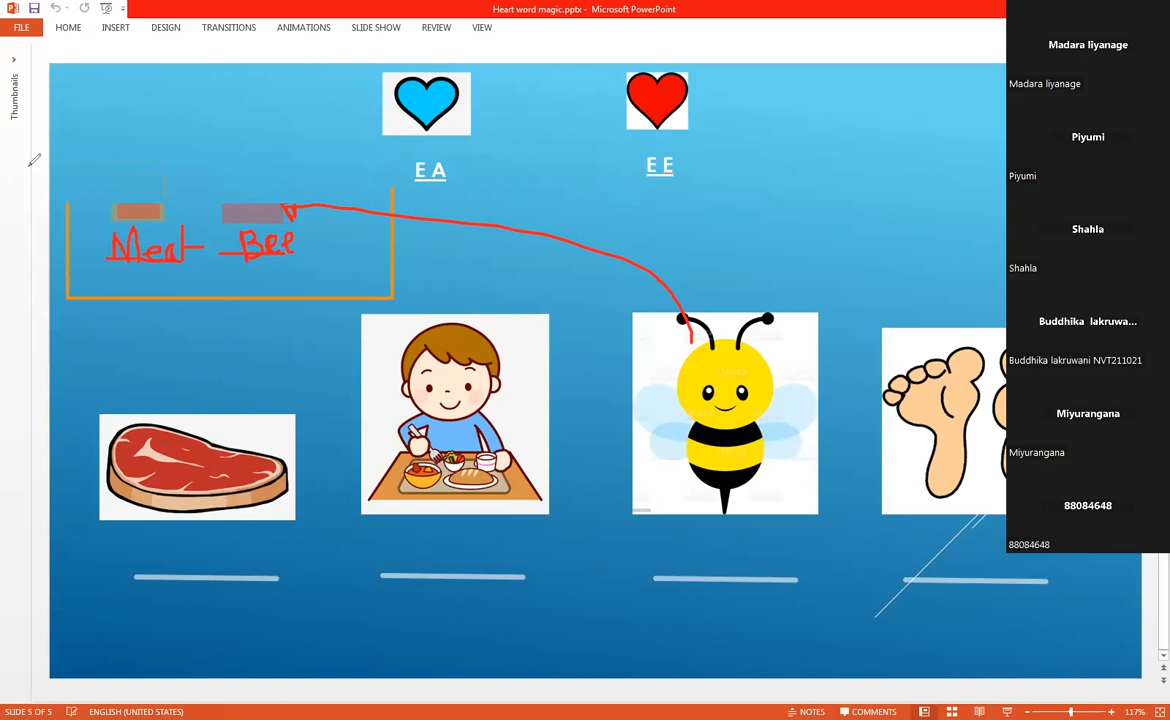 Heart word magic.pptx - Microsoft PowerPoint
FILE HOME INSERT DESIGN TRANSITIONS ANIMATIONS SLIDE SHOW REVIEW VIEW
Thumbnails
E A
E E
Meat Bee
Madara liyanage
Madara liyanage
Piyumi
Piyumi
Shahla
Shahla
Buddhika lakruwa...
Buddhika lakruwani NVT211021
Miyurangana
Miyurangana
88084648
88084648
SLIDE 5 OF 5 ENGLISH (UNITED STATES) NOTES COMMENTS 117%